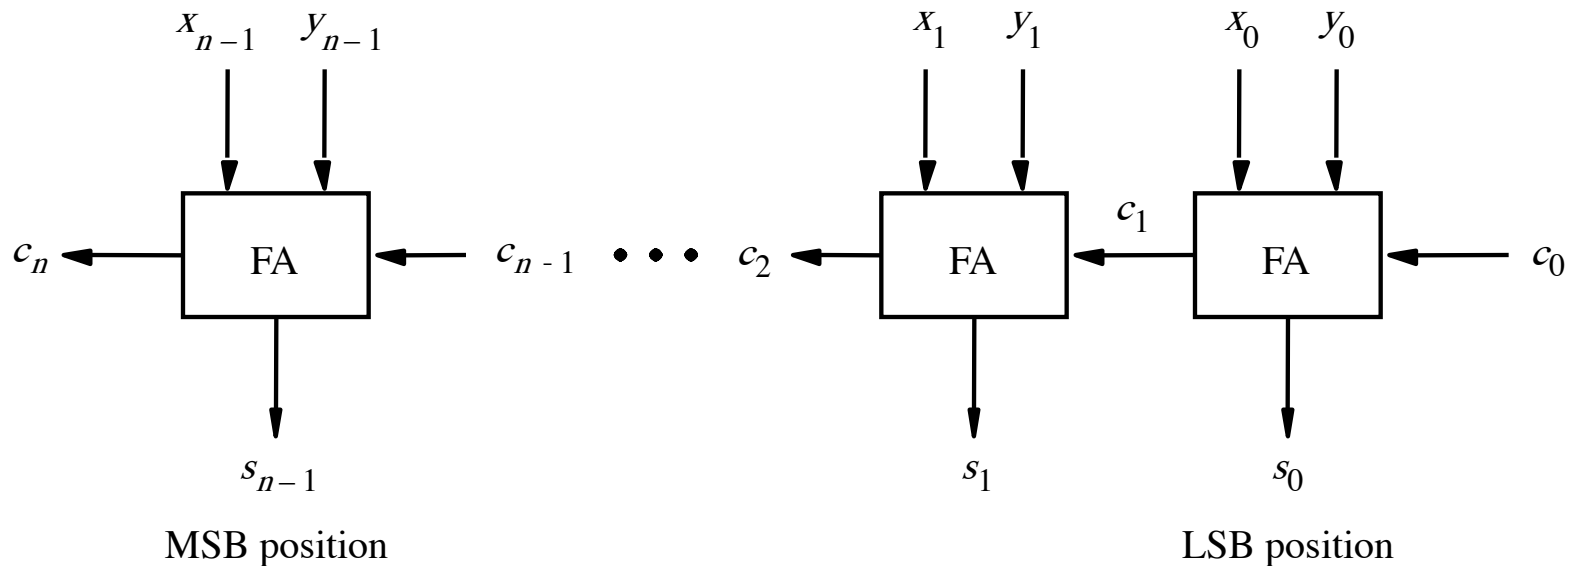 x_{n-1} y_{n-1} x_1 y_1 x_0 y_0
c_1
c_n FA c_{n-1} ••• c_2 FA FA c_0
s_{n-1} s_1 s_0
MSB position LSB position